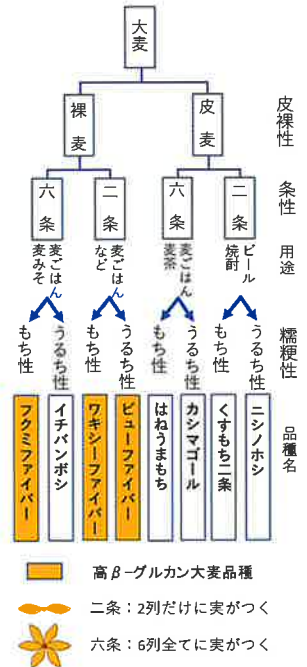 大麦
皮裸性
裸麦
皮麦
条性
六条
二条
六条
二条
用途
麦ごはん
麦みそ
麦ごはん
など
麦ごはん
麦茶
ビール
焼酎
糯粳性
もち性
うるち性
もち性
うるち性
もち性
うるち性
もち性
うるち性
品種名
フクミファイバー
イチバンボシ
ワキシーファイバー
ビューファイバー
はねうまもち
カシマゴール
くすもち二条
ニシノホシ
高β-グルカン大麦品種
二条：2列だけに実がつく
六条：6列全てに実がつく